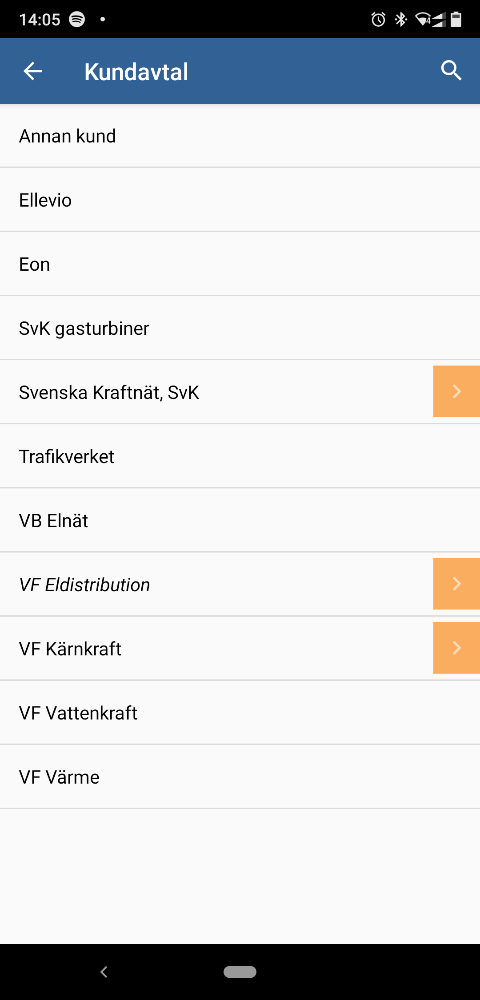 14:05
Kundavtal
Annan kund
Ellevio
Eon
SvK gasturbiner
Svenska Kraftnät, SvK
Trafikverket
VB Elnät
VF Eldistribution
VF Kärnkraft
VF Vattenkraft
VF Värme